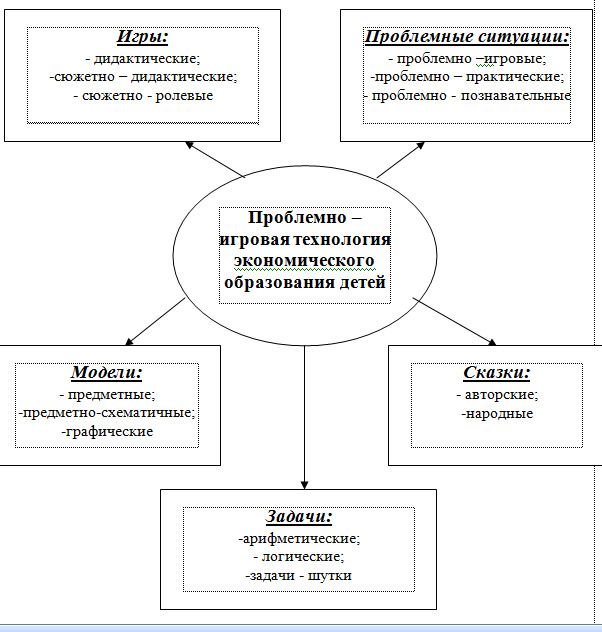 Игры:
- дидактические;
-сюжетно – дидактические;
- сюжетно - ролевые
Проблемные ситуации:
- проблемно –игровые;
-проблемно – практические;
- проблемно - познавательные
Проблемно –
игровая технология
экономического
образования детей
Модели:
- предметные;
-предметно-схематичные;
-графические
Сказки:
- авторские;
-народные
Задачи:
-арифметические;
- логические;
-задачи - шутки